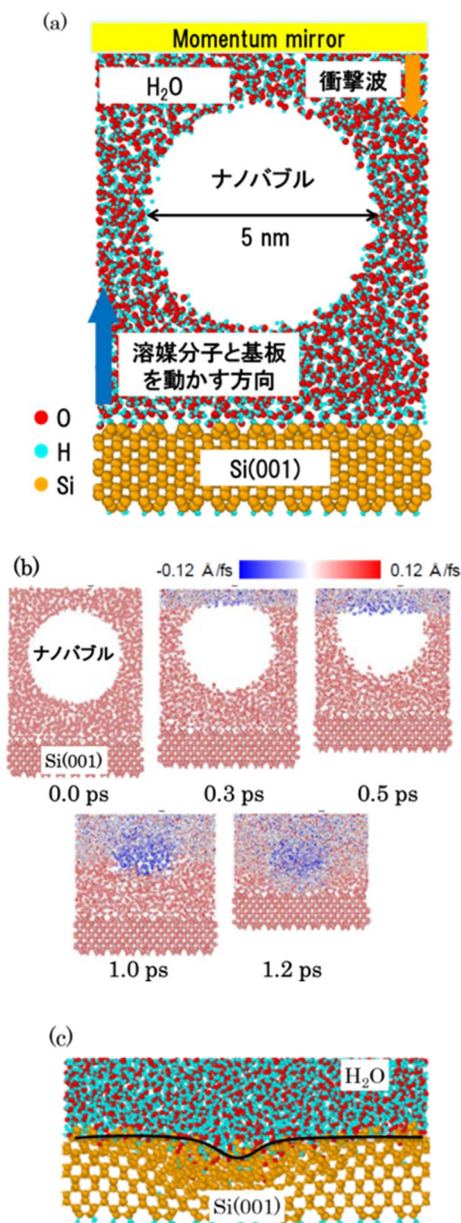 (a)
Momentum mirror
H₂O
衝撃波
ナノバブル
5 nm
溶媒分子と基板
を動かす方向
O
H
Si
Si(001)
(b)
-0.12 Å/fs
0.12 Å/fs
ナノバブル
Si(001)
0.0 ps
0.3 ps
0.5 ps
1.0 ps
1.2 ps
(c)
H₂O
Si(001)